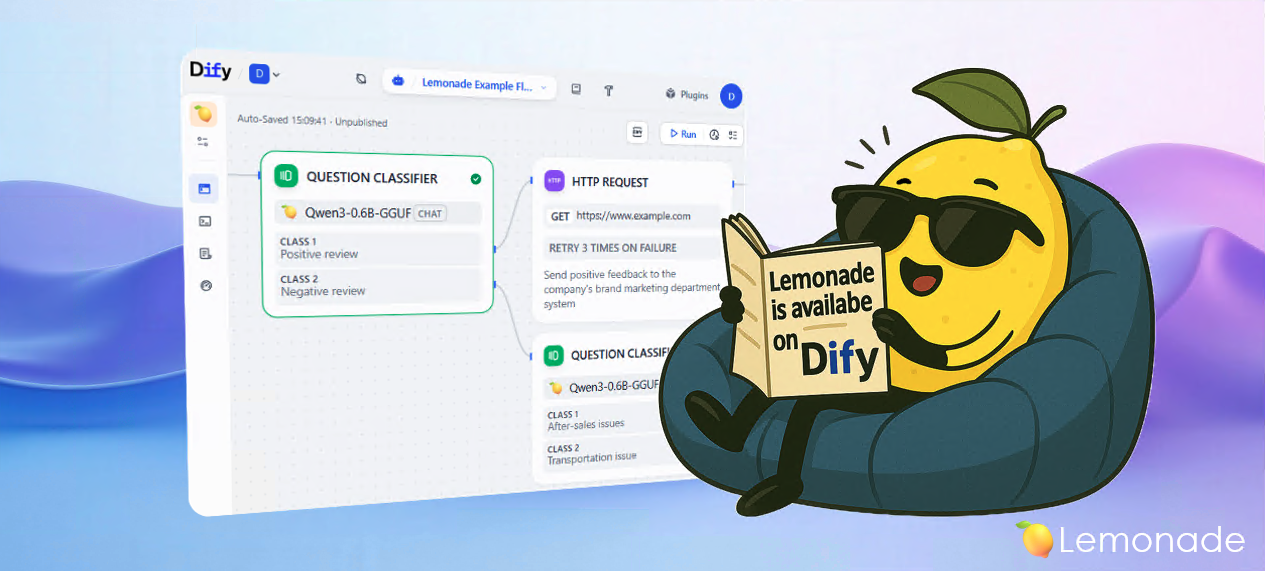 Dify / D
Lemonade Example Fl...
Plugins
D
Auto-Saved 15:09:41 · Unpublished
Run
QUESTION CLASSIFIER
Qwen3-0.6B-GGUF CHAT
CLASS 1
Positive review
CLASS 2
Negative review
HTTP
HTTP REQUEST
GET https://www.example.com
RETRY 3 TIMES ON FAILURE
Send positive feedback to the
company's brand marketing department
system
QUESTION CLASSIFI
Qwen3-0.6B-GGUF
CLASS 1
After-sales issues
CLASS 2
Transportation issue
Lemonade
is availabe
on Dify
Lemonade